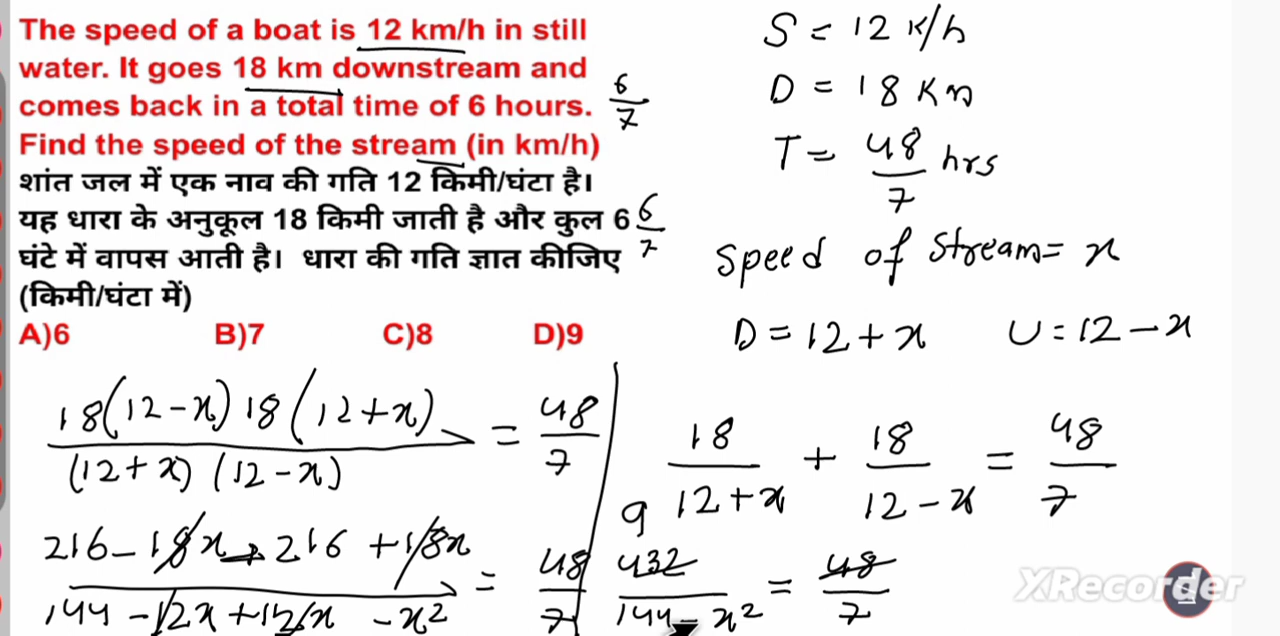 The speed of a boat is 12 km/h in still
water. It goes 18 km downstream and
comes back in a total time of 6 hours. 6/7
Find the speed of the stream (in km/h)
शांत जल में एक नाव की गति 12 किमी/घंटा है।
यह धारा के अनुकूल 18 किमी जाती है और कुल 6 6/7
घंटे में वापस आती है। धारा की गति ज्ञात कीजिए
(किमी/घंटा में)
A)6 B)7 C)8 D)9
S = 12 K/h
D = 18 Km
T = 48/7 hrs
Speed of Stream = x
D = 12 + x U = 12 - x
18/(12+x) + 18/(12-x) = 48/7
18(12-x) 18(12+x) / (12+x)(12-x) = 48/7
216 - 18x + 216 + 18x / 144 - 12x + 12x - x² = 48/7
9
432/144 - x² = 48/7
XRecorder